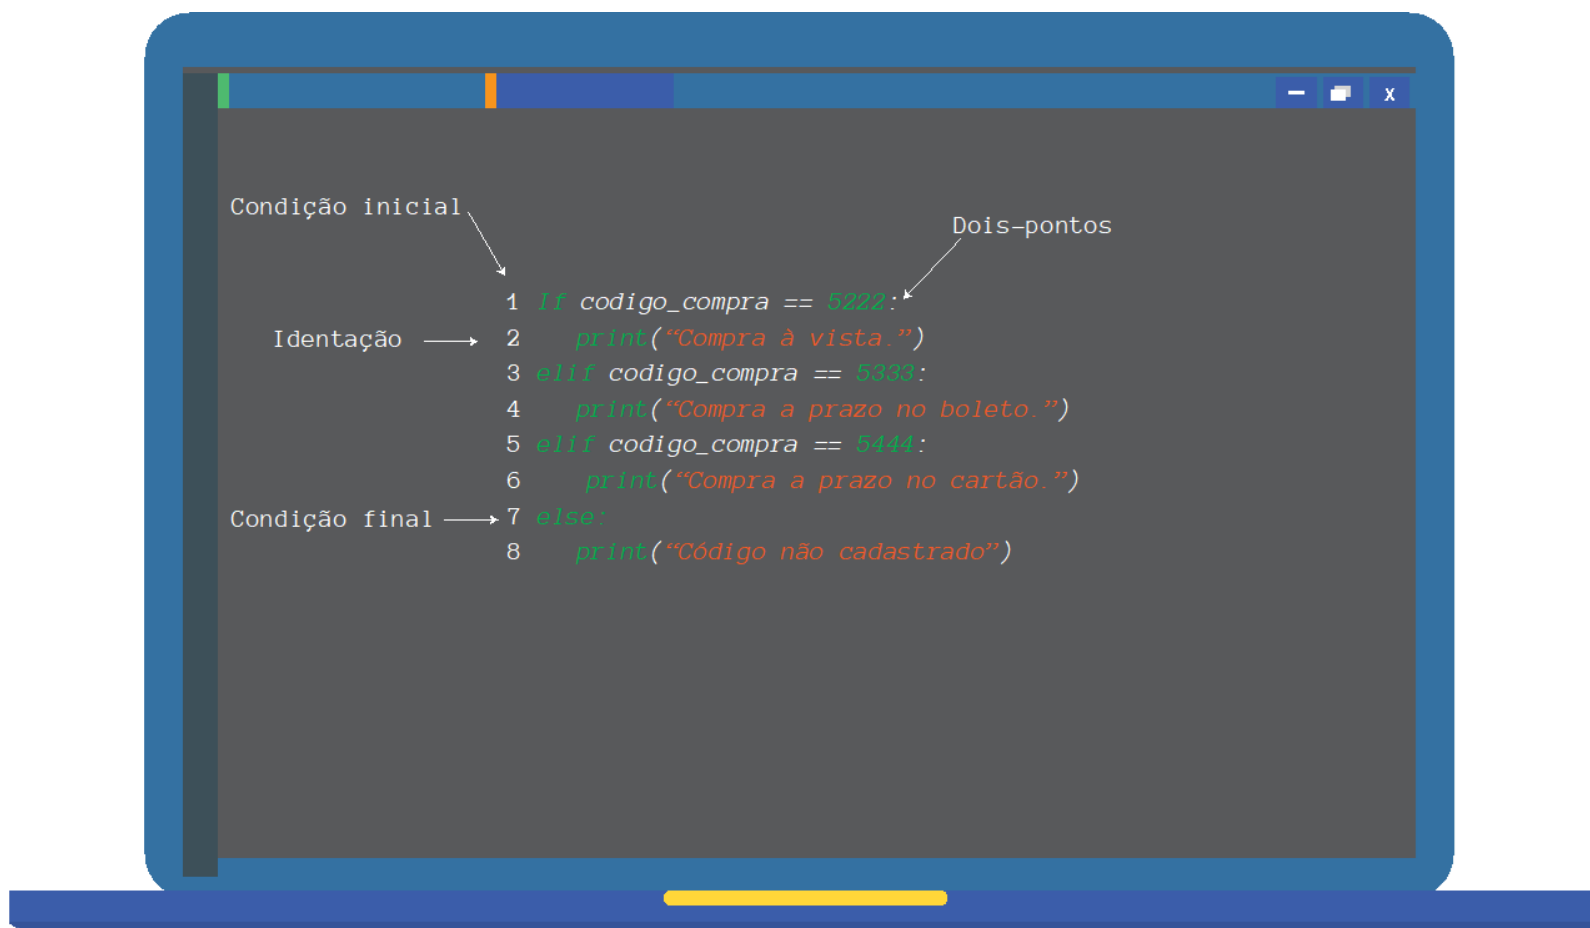 X
Condição inicial
Dois-pontos
1 If codigo_compra == 5222:
Identação
2 print(“Compra à vista.”)
3 elif codigo_compra == 5333:
4 print(“Compra a prazo no boleto.”)
5 elif codigo_compra == 5444:
6 print(“Compra a prazo no cartão.”)
Condição final
7 else:
8 print(“Código não cadastrado”)